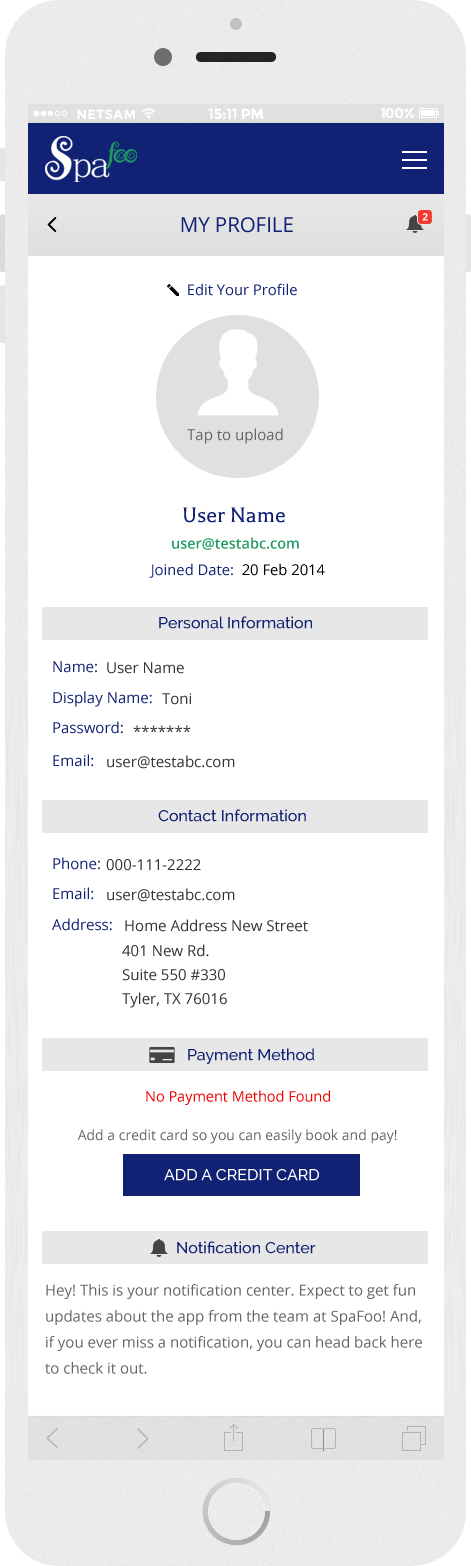 NETSAM 15:11 PM 100%
Spa foo
MY PROFILE 2
Edit Your Profile
Tap to upload
User Name
user@testabc.com
Joined Date: 20 Feb 2014
Personal Information
Name: User Name
Display Name: Toni
Password: *******
Email: user@testabc.com
Contact Information
Phone: 000-111-2222
Email: user@testabc.com
Address: Home Address New Street
401 New Rd.
Suite 550 #330
Tyler, TX 76016
Payment Method
No Payment Method Found
Add a credit card so you can easily book and pay!
ADD A CREDIT CARD
Notification Center
Hey! This is your notification center. Expect to get fun
updates about the app from the team at SpaFoo! And,
if you ever miss a notification, you can head back here
to check it out.